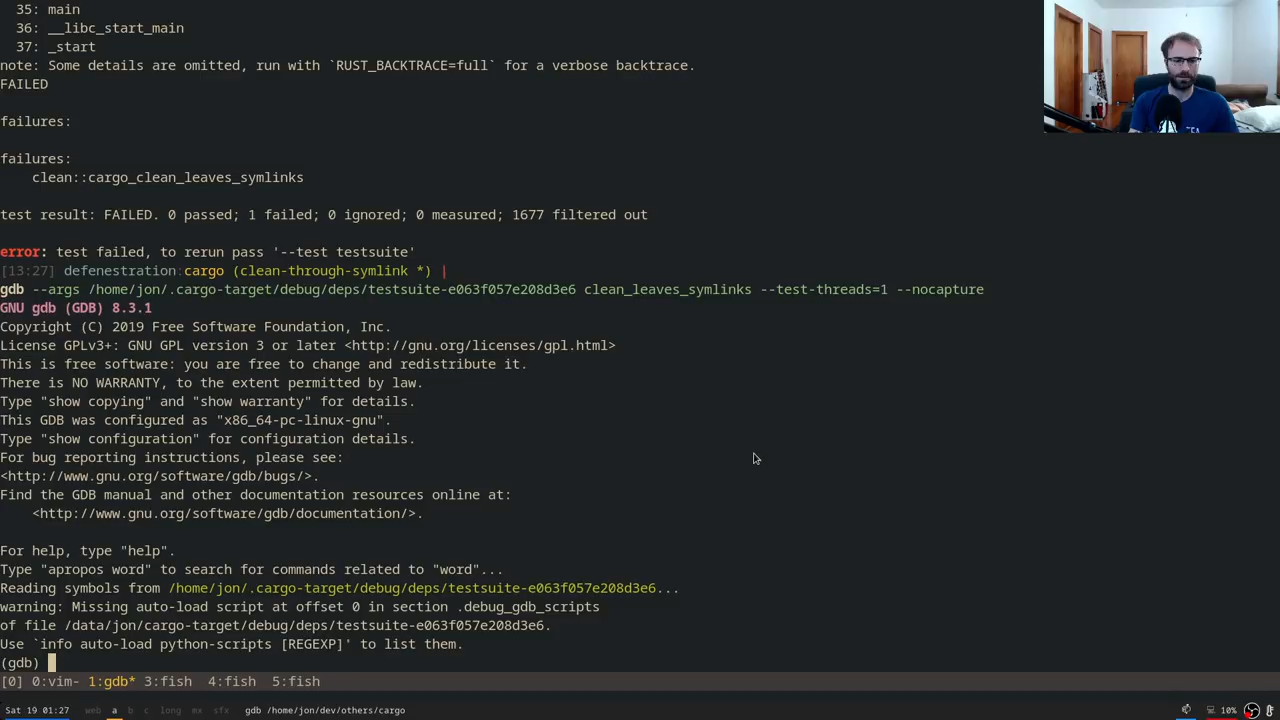 35: main
36: __libc_start_main
37: _start
note: Some details are omitted, run with `RUST_BACKTRACE=full` for a verbose backtrace.
FAILED
failures:
failures:
clean::cargo_clean_leaves_symlinks
test result: FAILED. 0 passed; 1 failed; 0 ignored; 0 measured; 1677 filtered out
error: test failed, to rerun pass '--test testsuite'
[13:27] defenestration:cargo (clean-through-symlink *) |
gdb --args /home/jon/.cargo-target/debug/deps/testsuite-e063f057e208d3e6 clean_leaves_symlinks --test-threads=1 --nocapture
GNU gdb (GDB) 8.3.1
Copyright (C) 2019 Free Software Foundation, Inc.
License GPLv3+: GNU GPL version 3 or later <http://gnu.org/licenses/gpl.html>
This is free software: you are free to change and redistribute it.
There is NO WARRANTY, to the extent permitted by law.
Type "show copying" and "show warranty" for details.
This GDB was configured as "x86_64-pc-linux-gnu".
Type "show configuration" for configuration details.
For bug reporting instructions, please see:
<http://www.gnu.org/software/gdb/bugs/>.
Find the GDB manual and other documentation resources online at:
<http://www.gnu.org/software/gdb/documentation/>.
For help, type "help".
Type "apropos word" to search for commands related to "word"...
Reading symbols from /home/jon/.cargo-target/debug/deps/testsuite-e063f057e208d3e6...
warning: Missing auto-load script at offset 0 in section .debug_gdb_scripts
of file /data/jon/cargo-target/debug/deps/testsuite-e063f057e208d3e6.
Use `info auto-load python-scripts [REGEXP]' to list them.
(gdb)
[0] 0:vim- 1:gdb* 3:fish 4:fish 5:fish
Sat 19 01:27 web a b c long mx sfx gdb /home/jon/dev/others/cargo 10%